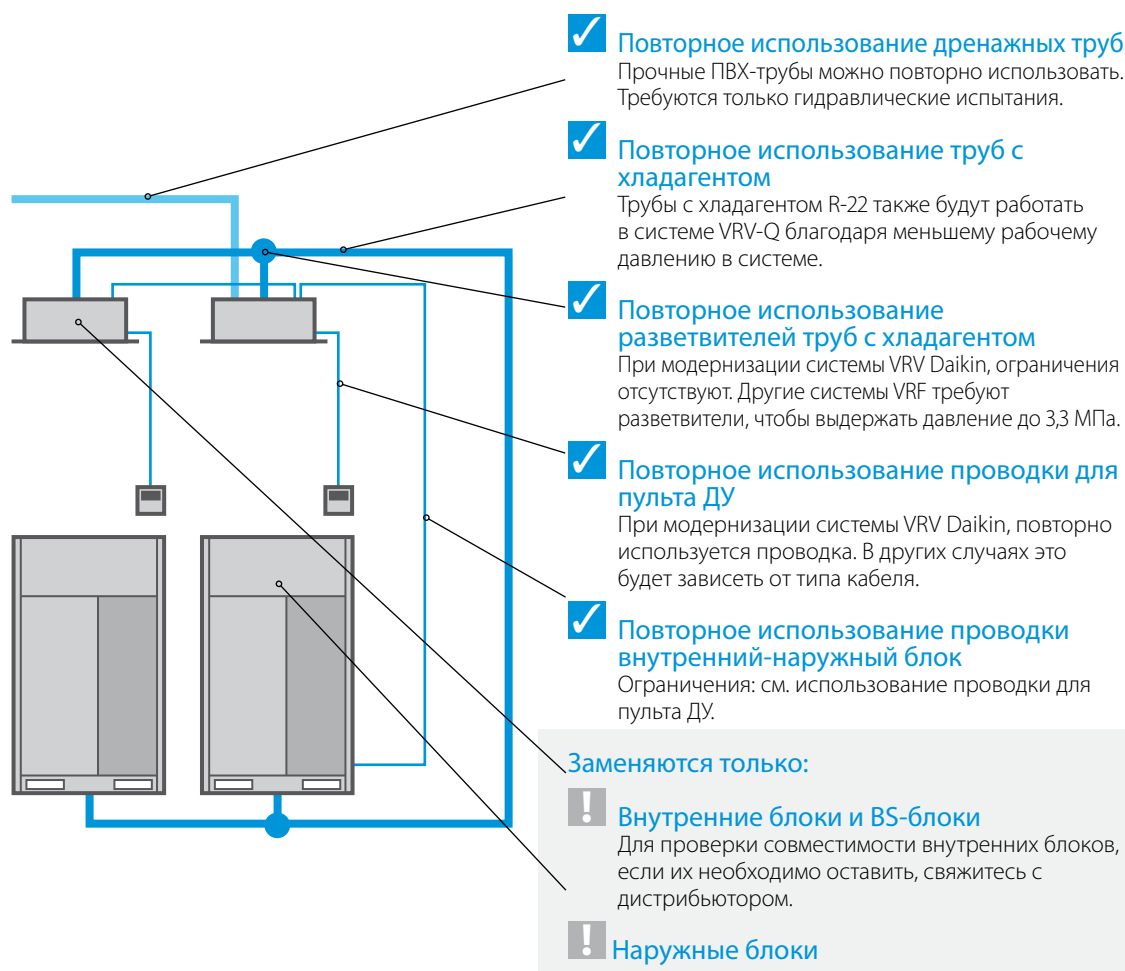 Повторное использование дренажных труб
Прочные ПВХ-трубы можно повторно использовать.
Требуются только гидравлические испытания.
Повторное использование труб с
хладагентом
Трубы с хладагентом R-22 также будут работать
в системе VRV-Q благодаря меньшему рабочему
давлению в системе.
Повторное использование
разветвителей труб с хладагентом
При модернизации системы VRV Daikin, ограничения
отсутствуют. Другие системы VRF требуют
разветвители, чтобы выдержать давление до 3,3 МПа.
Повторное использование проводки для
пульта ДУ
При модернизации системы VRV Daikin, повторно
используется проводка. В других случаях это
будет зависеть от типа кабеля.
Повторное использование проводки
внутренний-наружный блок
Ограничения: см. использование проводки для
пульта ДУ.
Заменяются только:
Внутренние блоки и BS-блоки
Для проверки совместимости внутренних блоков,
если их необходимо оставить, свяжитесь с
дистрибьютором.
Наружные блоки